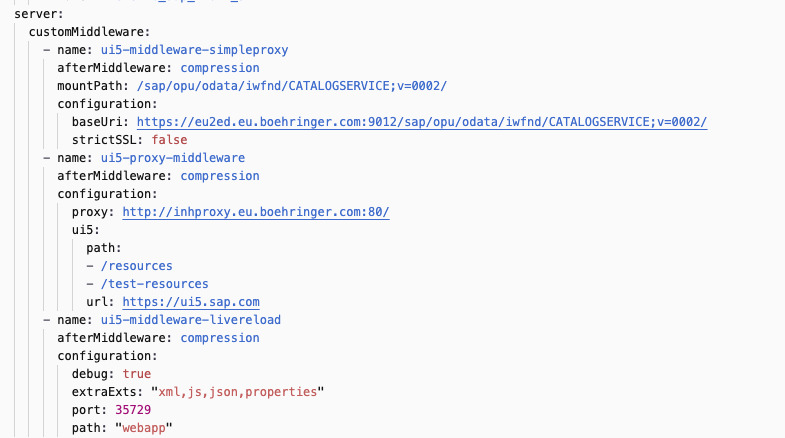 server:
customMiddleware:
- name: ui5-middleware-simpleproxy
afterMiddleware: compression
mountPath: /sap/opu/odata/iwfnd/CATALOGSERVICE;v=0002/
configuration:
baseUri: https://eu2ed.eu.boehringer.com:9012/sap/opu/odata/iwfnd/CATALOGSERVICE;v=0002/
strictSSL: false
- name: ui5-proxy-middleware
afterMiddleware: compression
configuration:
proxy: http://inhproxy.eu.boehringer.com:80/
ui5:
path:
- /resources
- /test-resources
url: https://ui5.sap.com
- name: ui5-middleware-livereload
afterMiddleware: compression
configuration:
debug: true
extraExts: "xml,js,json,properties"
port: 35729
path: "webapp"